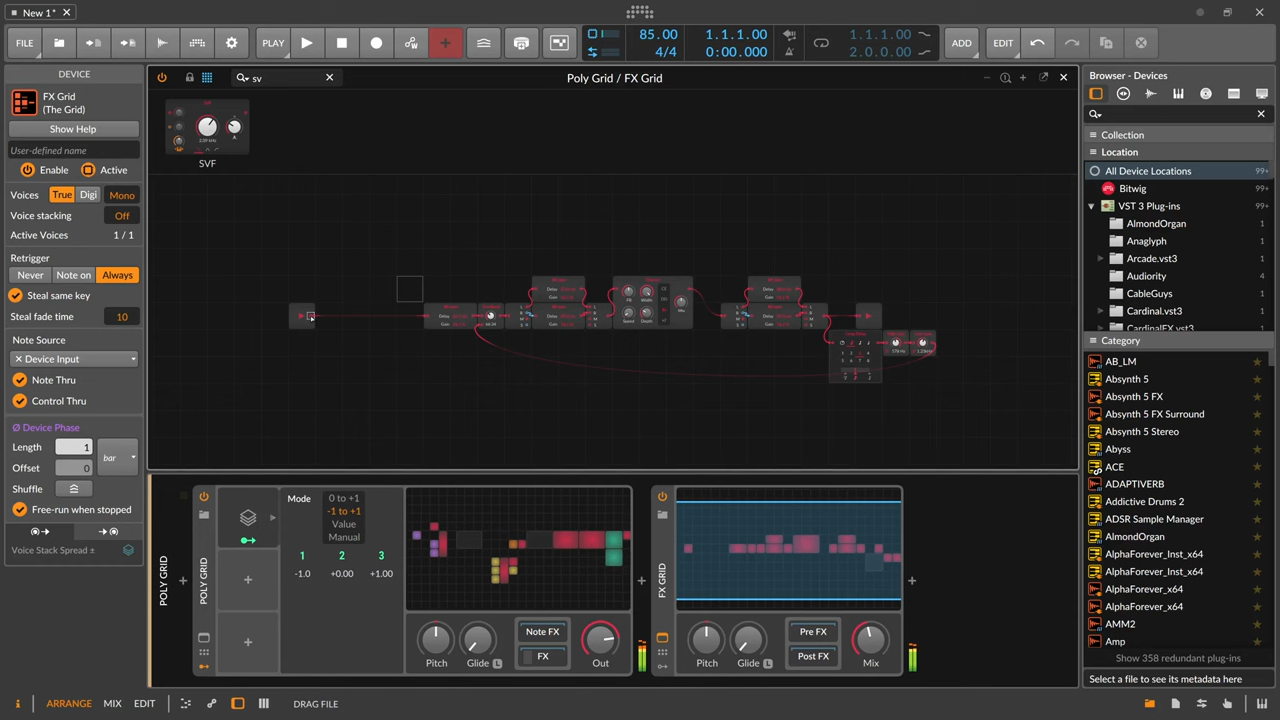 New 1*
FILE
PLAY
85.00
4/4
1.1.1.00
0:00.000
1.1.1.00
2.0.0.00
ADD
EDIT
DEVICE
FX Grid
(The Grid)
Show Help
User-defined name
Enable
Active
Voices
True
Digi
Mono
Voice stacking
Off
Active Voices
1 / 1
Retrigger
Never
Note on
Always
Steal same key
Steal fade time
10
Note Source
Device Input
Note Thru
Control Thru
Ø Device Phase
Length
1
bar
Offset
0
Shuffle
Free-run when stopped
Voice Stack Spread ±
sv
Poly Grid / FX Grid
SVF
POLY GRID
POLY GRID
Mode
0 to +1
-1 to +1
Value
Manual
1
2
3
-1.0
+0.00
+1.00
Pitch
Glide
L
Note FX
FX
Out
FX GRID
Pitch
Glide
L
Pre FX
Post FX
Mix
Browser - Devices
Collection
Location
All Device Locations
99+
Bitwig
99+
VST 3 Plug-ins
99+
AlmondOrgan
1
Anaglyph
1
Arcade.vst3
1
Audiority
1
CableGuys
1
Cardinal.vst3
1
CardinalFX.vst3
1
Category
AB_LM
Absynth 5
Absynth 5 FX
Absynth 5 FX Surround
Absynth 5 Stereo
Abyss
ACE
ADAPTIVERB
Addictive Drums 2
ADSR Sample Manager
AlmondOrgan
AlphaForever_Inst_x64
AlphaForever_Inst_x64
AlphaForever_x64
AlphaForever_x64
AMM2
Amp
Show 358 redundant plug-ins
Select a file to see its metadata here
i
ARRANGE
MIX
EDIT
DRAG FILE